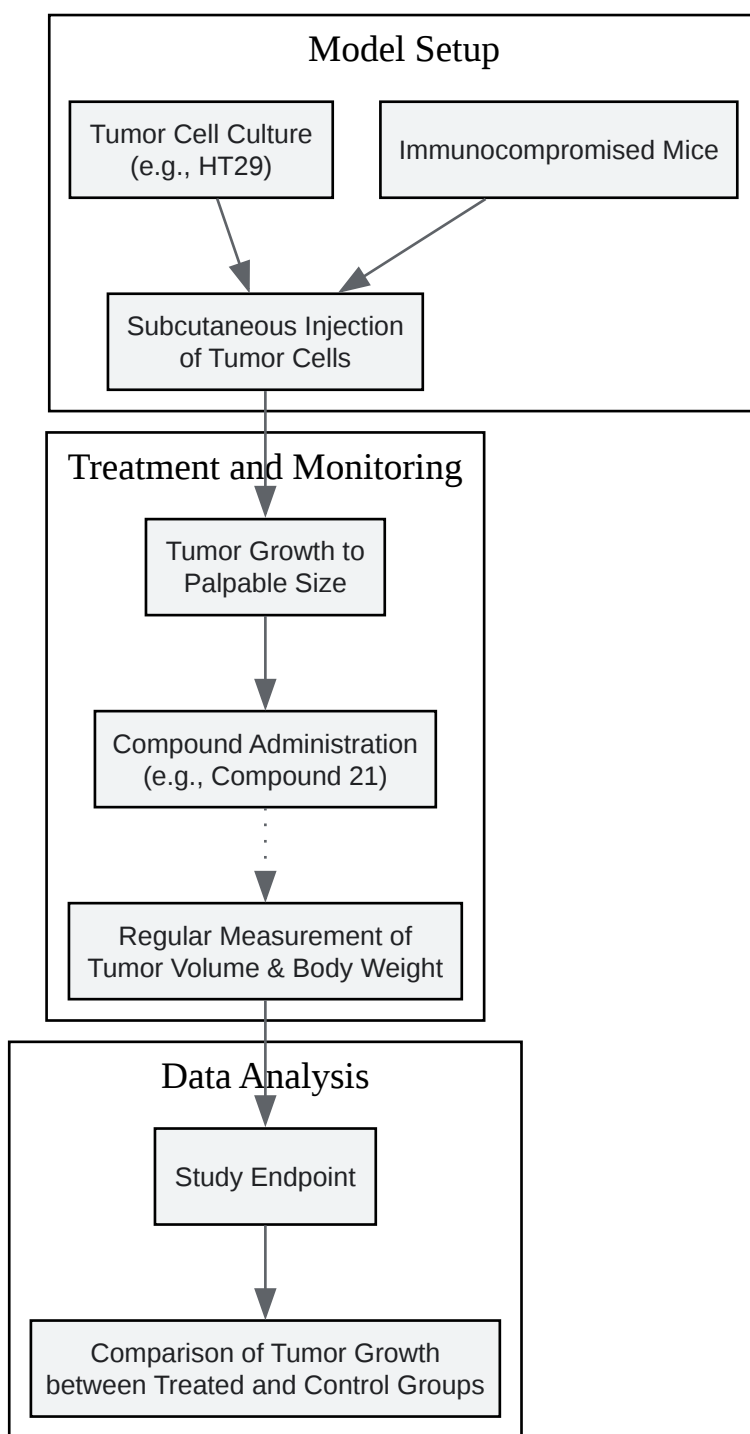 Model Setup
Tumor Cell Culture
(e.g., HT29)
Immunocompromised Mice
Subcutaneous Injection
of Tumor Cells
Treatment and Monitoring
Tumor Growth to
Palpable Size
Compound Administration
(e.g., Compound 21)
Regular Measurement of
Tumor Volume & Body Weight
Data Analysis
Study Endpoint
Comparison of Tumor Growth
between Treated and Control Groups